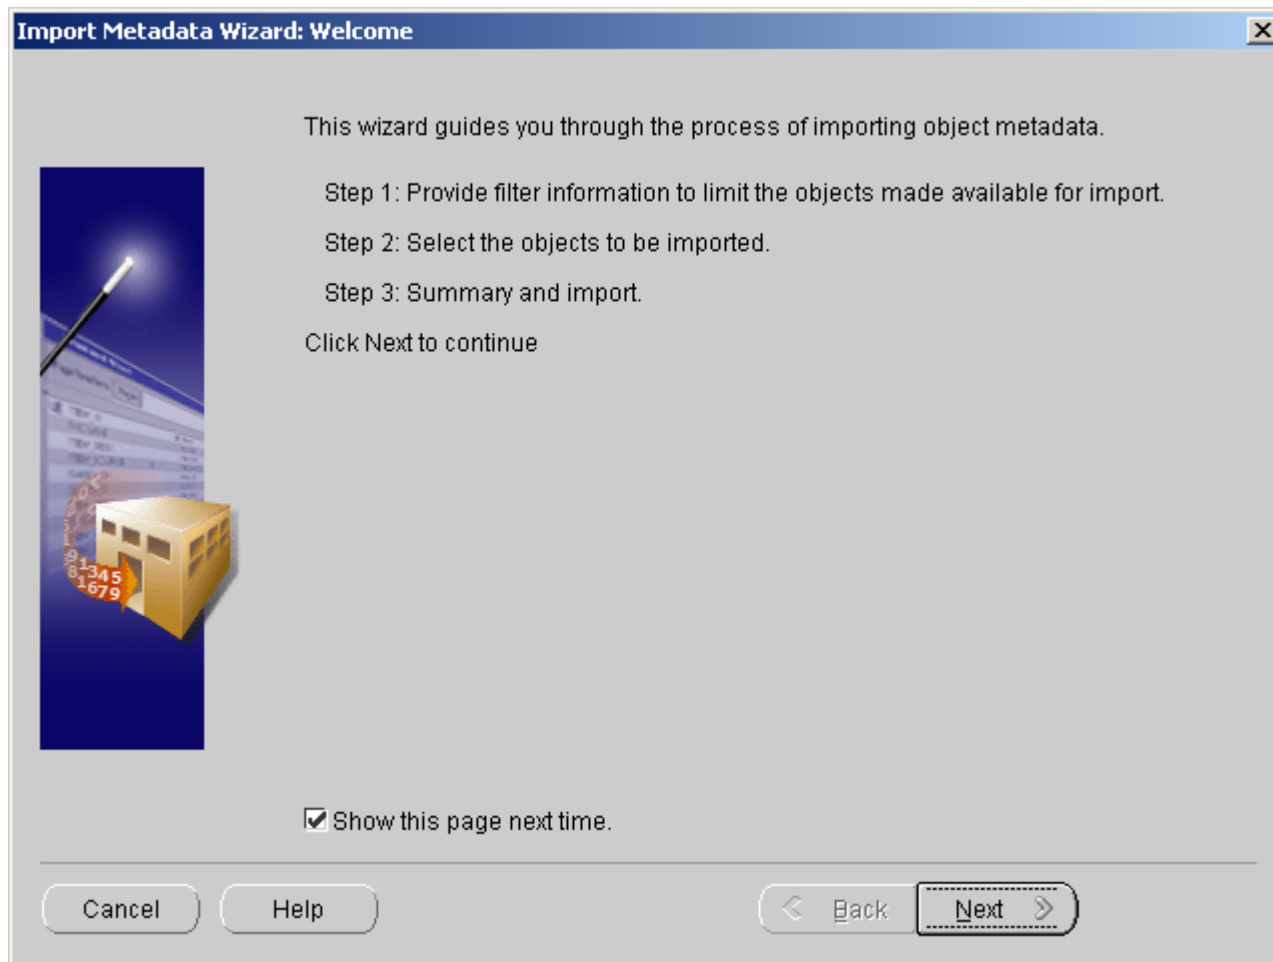 Import Metadata Wizard: Welcome
This wizard guides you through the process of importing object metadata.
Step 1: Provide filter information to limit the objects made available for import.
Step 2: Select the objects to be imported.
Step 3: Summary and import.
Click Next to continue
1345
1679
Show this page next time.
Cancel
Help
Back
Next